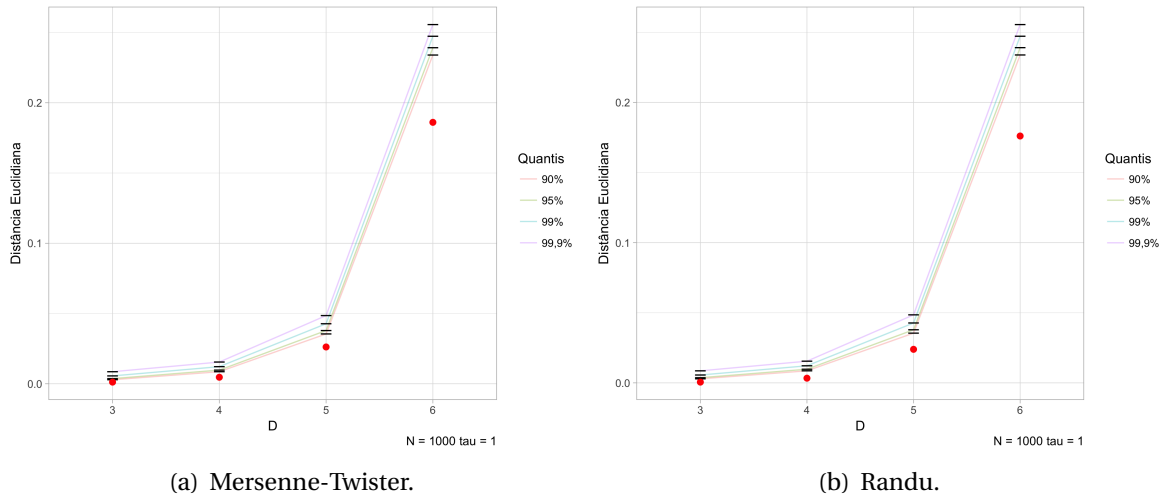 Distância Euclidiana
0.2
0.1
0.0
3 4 5 6
D
N = 1000 tau = 1
Quantis
90%
95%
99%
99,9%
(a) Mersenne-Twister.
Distância Euclidiana
0.2
0.1
0.0
3 4 5 6
D
N = 1000 tau = 1
Quantis
90%
95%
99%
99,9%
(b) Randu.